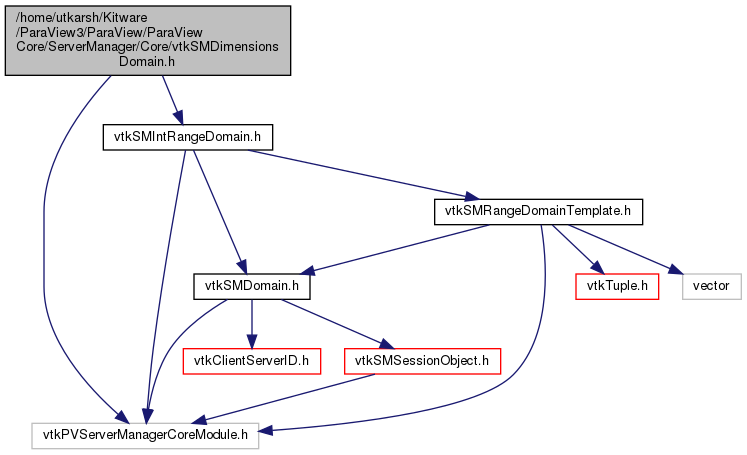 /home/utkarsh/Kitware
/ParaView3/ParaView/ParaView
Core/ServerManager/Core/vtkSMDimensions
Domain.h
vtkSMIntRangeDomain.h
vtkSMRangeDomainTemplate.h
vtkSMDomain.h
vtkTuple.h
vector
vtkClientServerID.h
vtkSMSessionObject.h
vtkPVServerManagerCoreModule.h